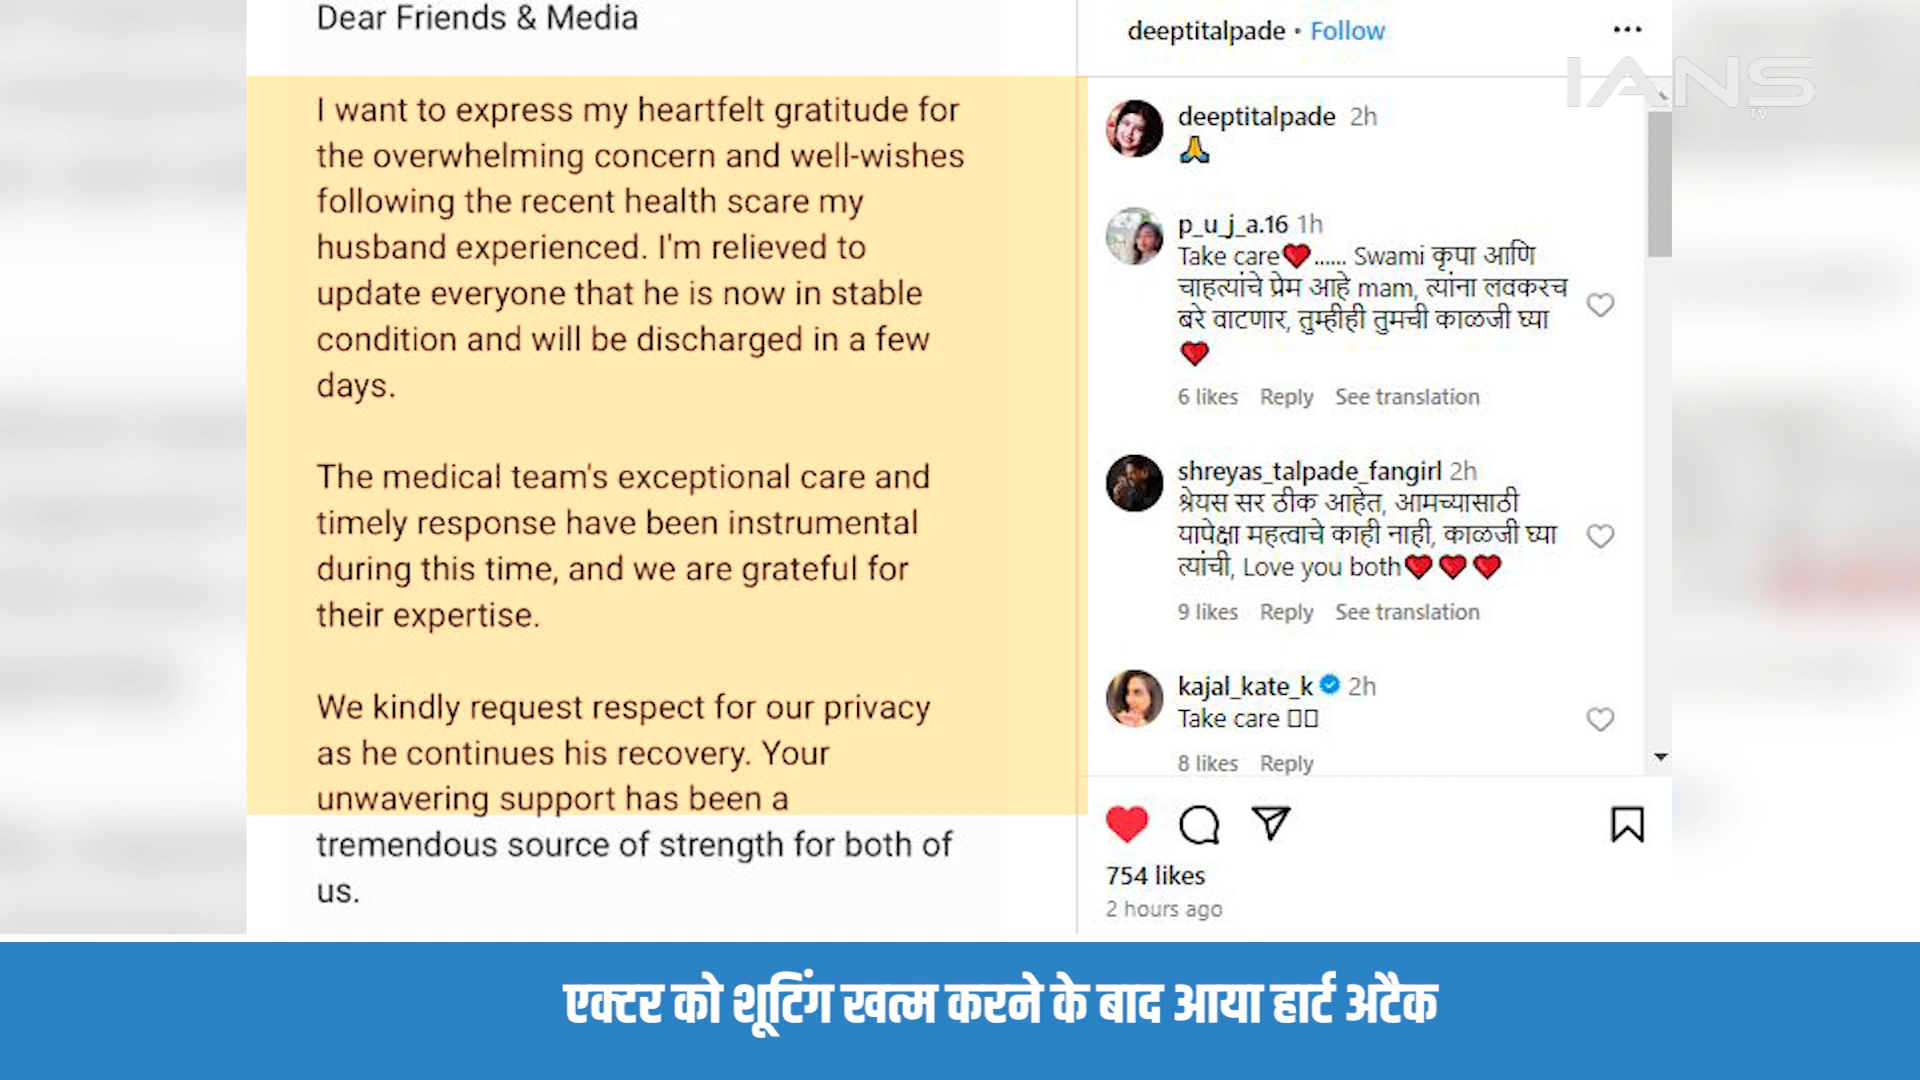 Dear Friends & Media
I want to express my heartfelt gratitude for
the overwhelming concern and well-wishes
following the recent health scare my
husband experienced. I'm relieved to
update everyone that he is now in stable
condition and will be discharged in a few
days.
The medical team's exceptional care and
timely response have been instrumental
during this time, and we are grateful for
their expertise.
We kindly request respect for our privacy
as he continues his recovery. Your
unwavering support has been a
tremendous source of strength for both of
us.
deeptitalpade • Follow
IANS
TV
deeptitalpade 2h
🙏
p_u_j_a.16 1h
Take care❤️...... Swami कृपा आणि
चाहत्यांचे प्रेम आहे mam, त्यांना लवकरच
बरे वाटणार, तुम्हीही तुमची काळजी घ्या
❤️
6 likes Reply See translation
shreyas_talpade_fangirl 2h
श्रेयस सर ठीक आहेत, आमच्यासाठी
यापेक्षा महत्वाचे काही नाही, काळजी घ्या
त्यांची, Love you both❤️❤️❤️
9 likes Reply See translation
kajal_kate_k 2h
Take care
8 likes Reply
754 likes
2 hours ago
एक्टर को शूटिंग खत्म करने के बाद आया हार्ट अटैक